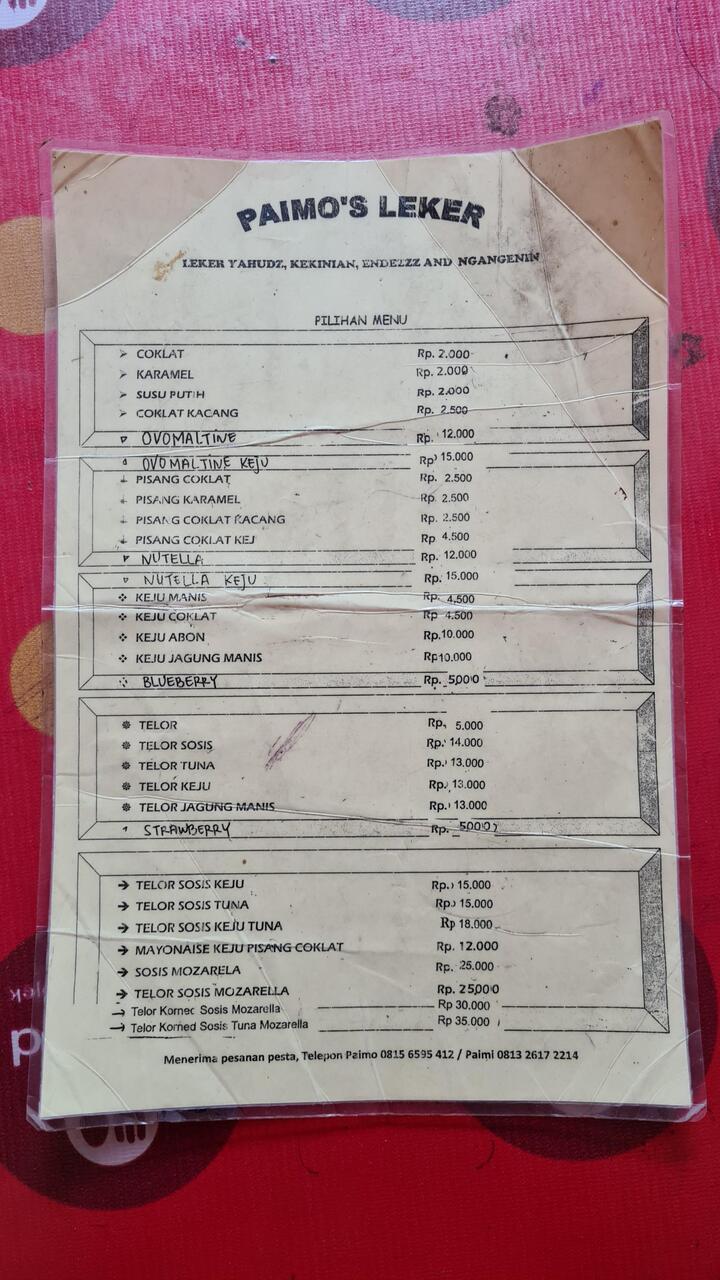 PAIMO'S LEKER
LEKER YAHUDZ, KEKINIAN, ENDEZZZ AND NGANGENIN
PILIHAN MENU
COKLAT Rp. 2.000
KARAMEL Rp. 2.000
SUSU PUTIH Rp. 2.000
COKLAT KACANG Rp. 2.500
OVOMALTINE Rp. 12.000
OVOMALTINE KEJU Rp 15.000
PISANG COKLAT Rp. 2.500
PISANG KARAMEL Rp. 2.500
PISANG COKLAT KACANG Rp. 2.500
PISANG COKLAT KEJ Rp. 4.500
NUTELLA Rp. 12.000
NUTELLA KEJU Rp. 15.000
KEJU MANIS Rp. 4.500
KEJU COKLAT Rp 4.500
KEJU ABON Rp.10.000
KEJU JAGUNG MANIS Rp10.000
BLUEBERRY Rp. 5000
TELOR Rp. 5.000
TELOR SOSIS Rp. 14.000
TELOR TUNA Rp. 13.000
TELOR KEJU Rp. 13.000
TELOR JAGUNG MANIS Rp. 13.000
STRAWBERRY Rp. 5000
→ TELOR SOSIS KEJU Rp. 15.000
→ TELOR SOSIS TUNA Rp. 15.000
→ TELOR SOSIS KEJU TUNA Rp 18.000
→ MAYONAISE KEJU PISANG COKLAT Rp. 12.000
→ SOSIS MOZARELA Rp. 25.000
→ TELOR SOSIS MOZARELLA Rp. 25000
→ Telor Korned Sosis Mozarella Rp 30.000
→ Telor Korned Sosis Tuna Mozarella Rp 35.000
Menerima pesanan pesta, Telepon Paimo 0815 6595 412 / Paimi 0813 2617 2214